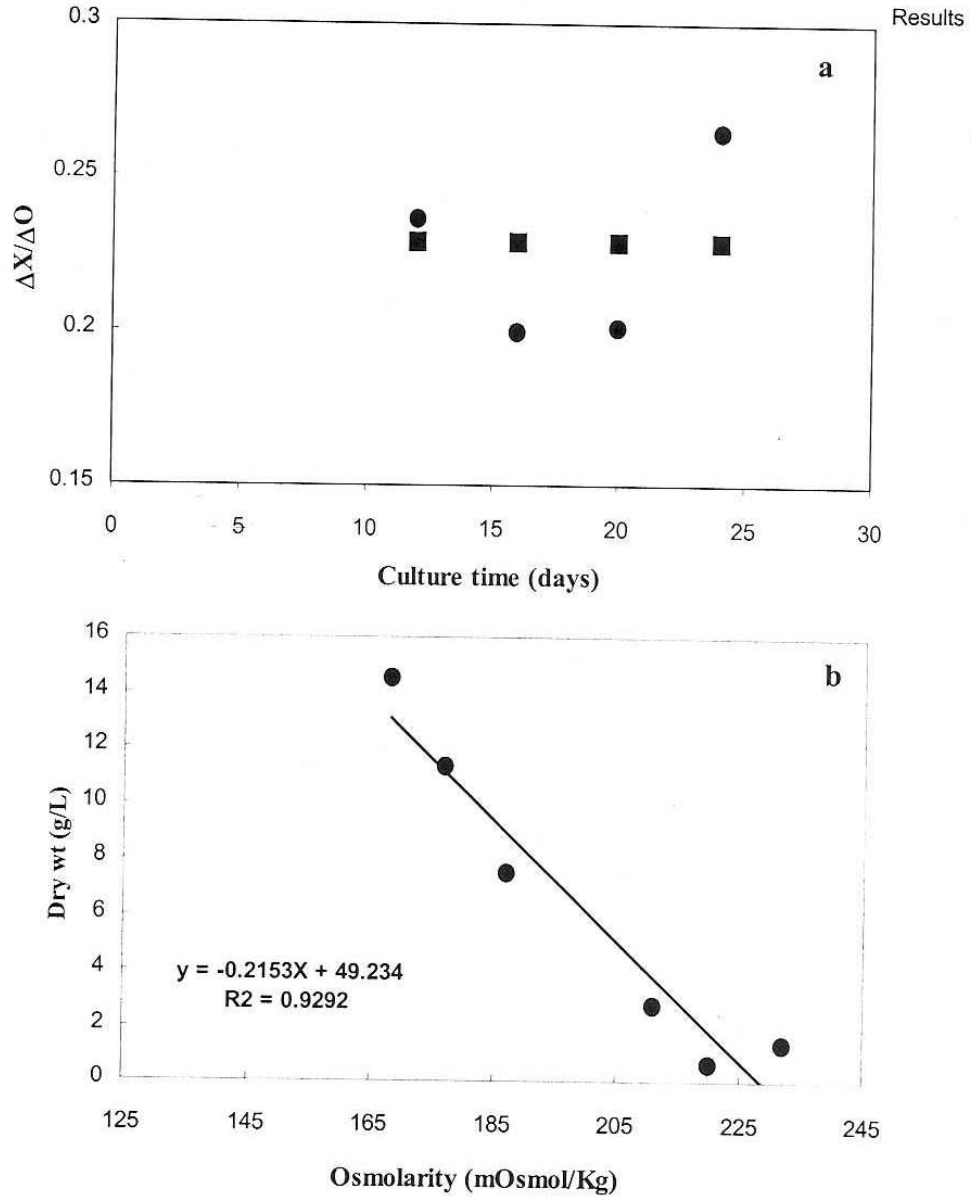 Results
a
0.3
0.25
0.2
0.15
ΔX/ΔO
0 5 10 15 20 25 30
Culture time (days)
b
16
14
12
10
8
6
4
2
0
Dry wt (g/L)
y = -0.2153X + 49.234
R2 = 0.9292
125 145 165 185 205 225 245
Osmolarity (mOsmol/Kg)